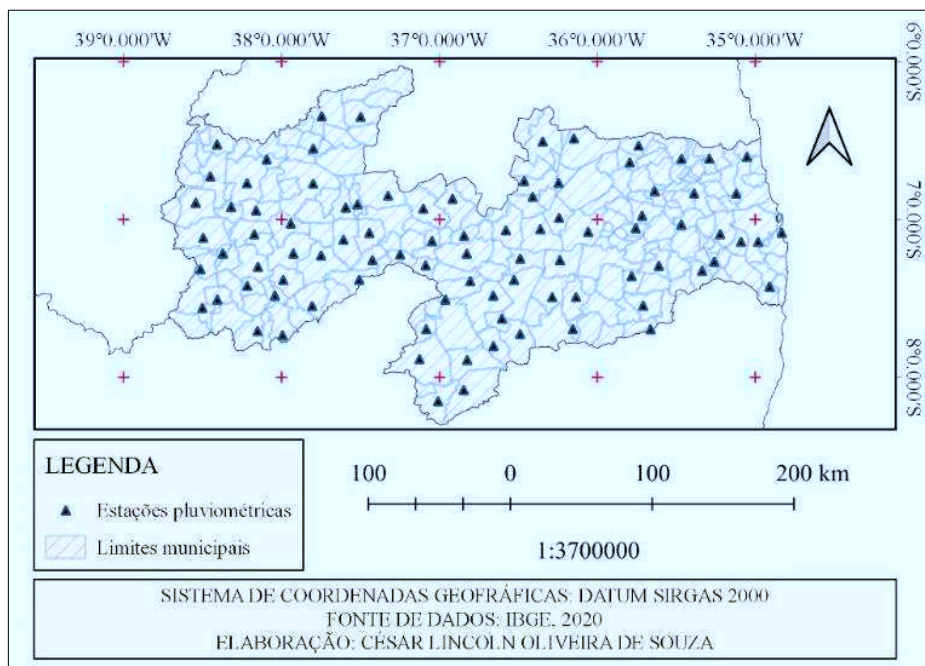 39°0.000'W 38°0.000'W 37°0.000'W 36°0.000'W 35°0.000'W
6°0.000'S
7°0.000'S
8°0.000'S
LEGENDA
Estações pluviométricas
Limites municipais
100 0 100 200 km
1:3700000
SISTEMA DE COORDENADAS GEOFRÁFICAS: DATUM SIRGAS 2000
FONTE DE DADOS: IBGE, 2020
ELABORAÇÃO: CÉSAR LINCOLN OLIVEIRA DE SOUZA